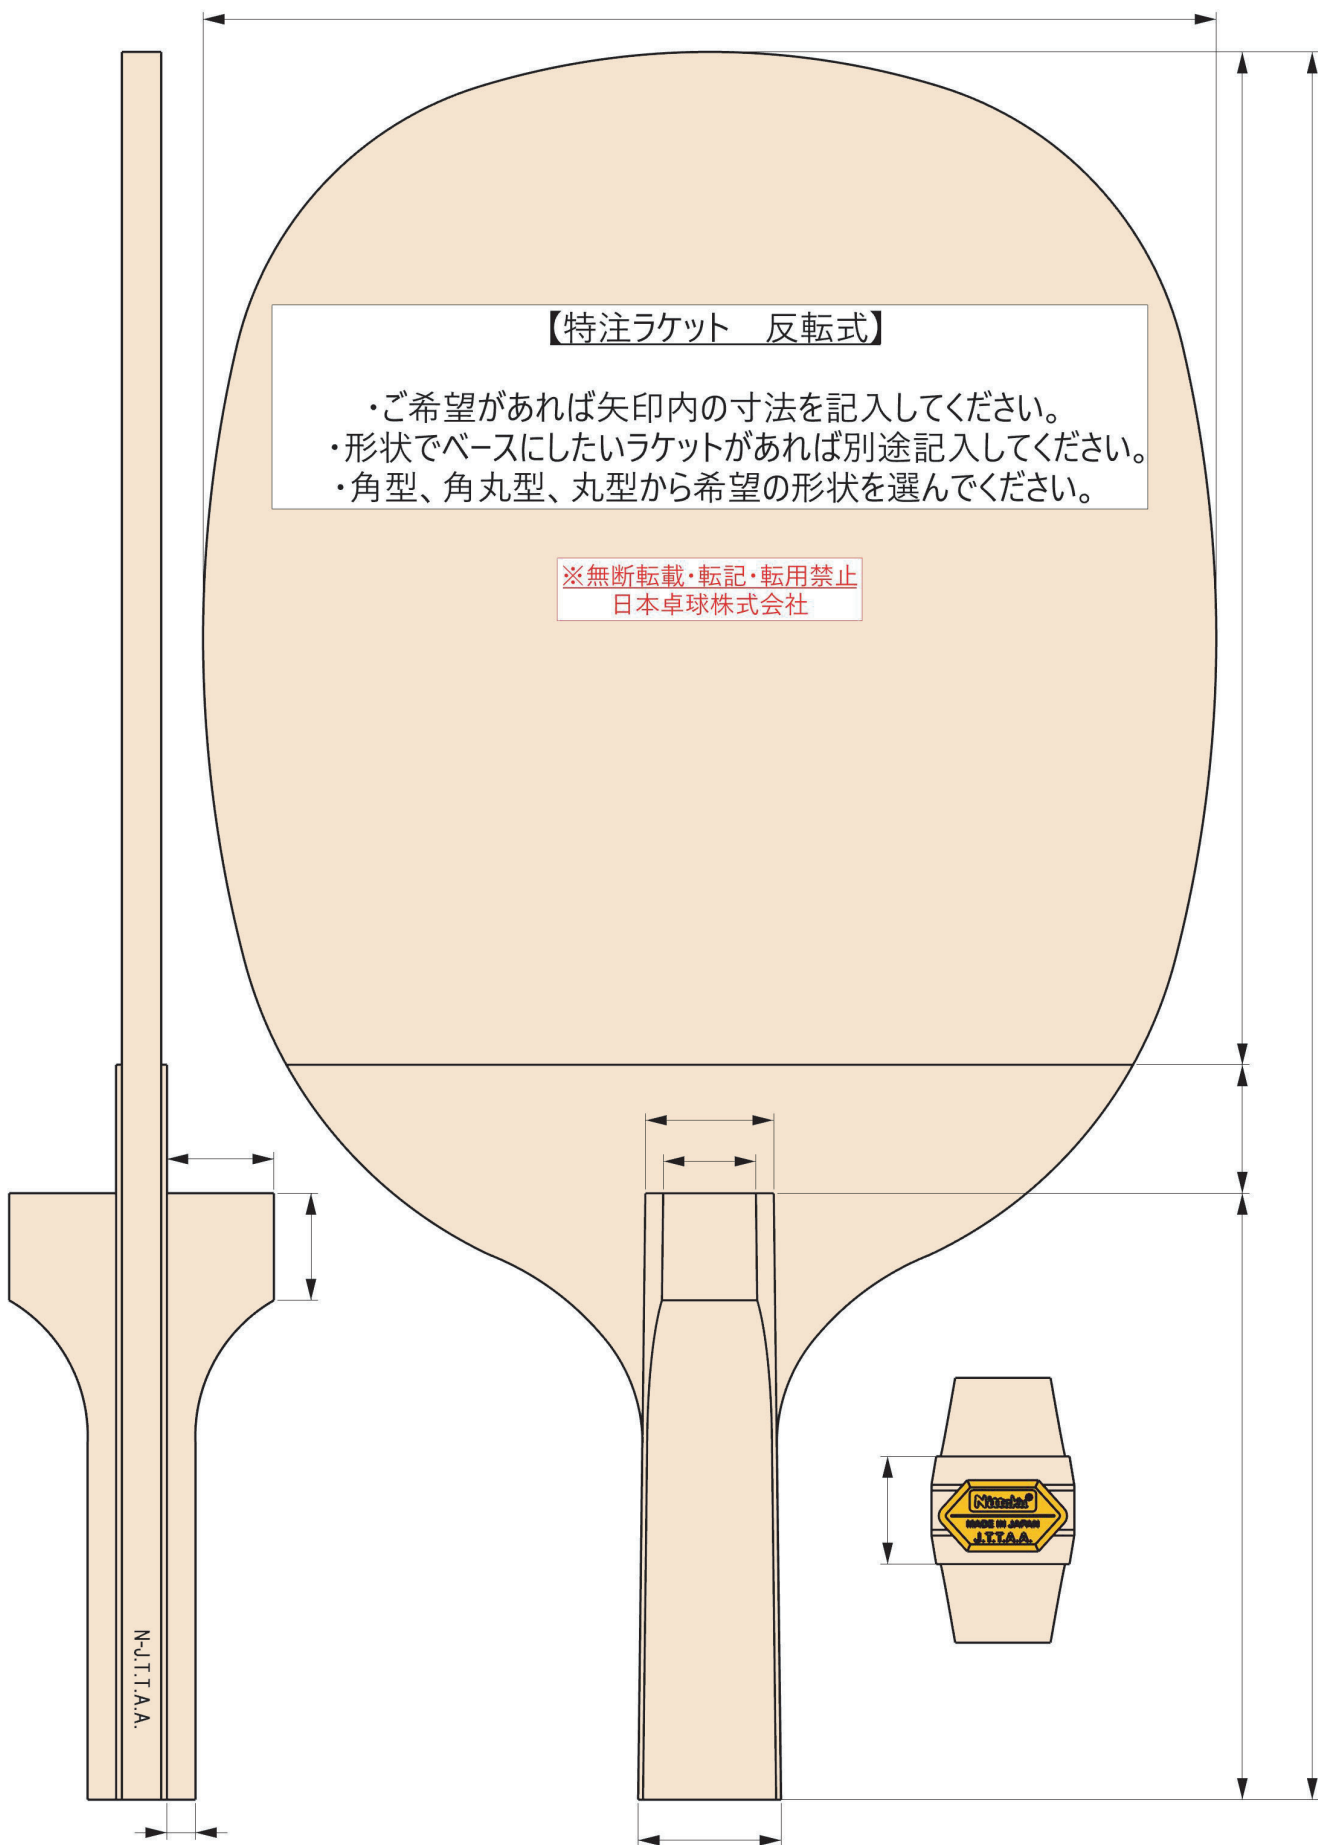 【特注ラケット　反転式】
・ご希望があれば矢印内の寸法を記入してください。
・形状でベースにしたいラケットがあれば別途記入してください。
・角型、角丸型、丸型から希望の形状を選んでください。
※無断転載・転記・転用禁止
日本卓球株式会社
Nittaku®
MADE IN JAPAN
J.T.T.A.A.
N-J.T.T.A.A.